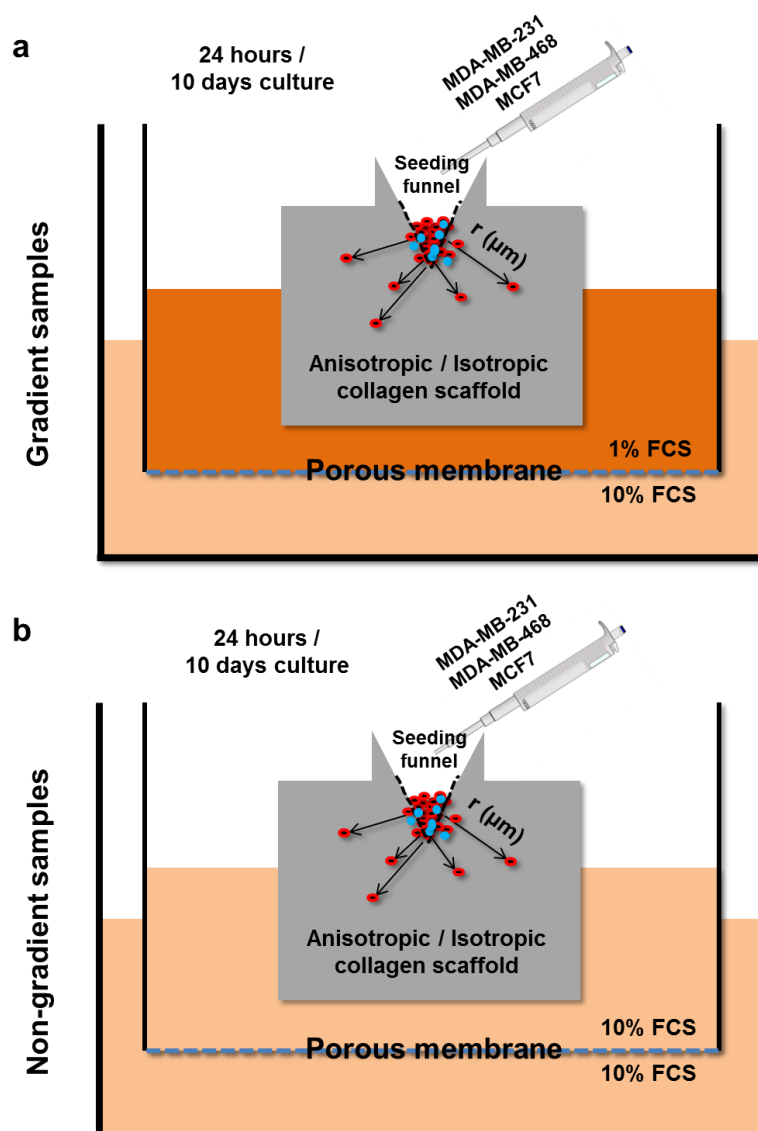 a
24 hours /
10 days culture
MDA-MB-231
MDA-MB-468
MCF7
Seeding
funnel
r (µm)
Gradient samples
Anisotropic / Isotropic
collagen scaffold
1% FCS
Porous membrane
10% FCS
b
24 hours /
10 days culture
MDA-MB-231
MDA-MB-468
MCF7
Seeding
funnel
r (µm)
Non-gradient samples
Anisotropic / Isotropic
collagen scaffold
10% FCS
Porous membrane
10% FCS